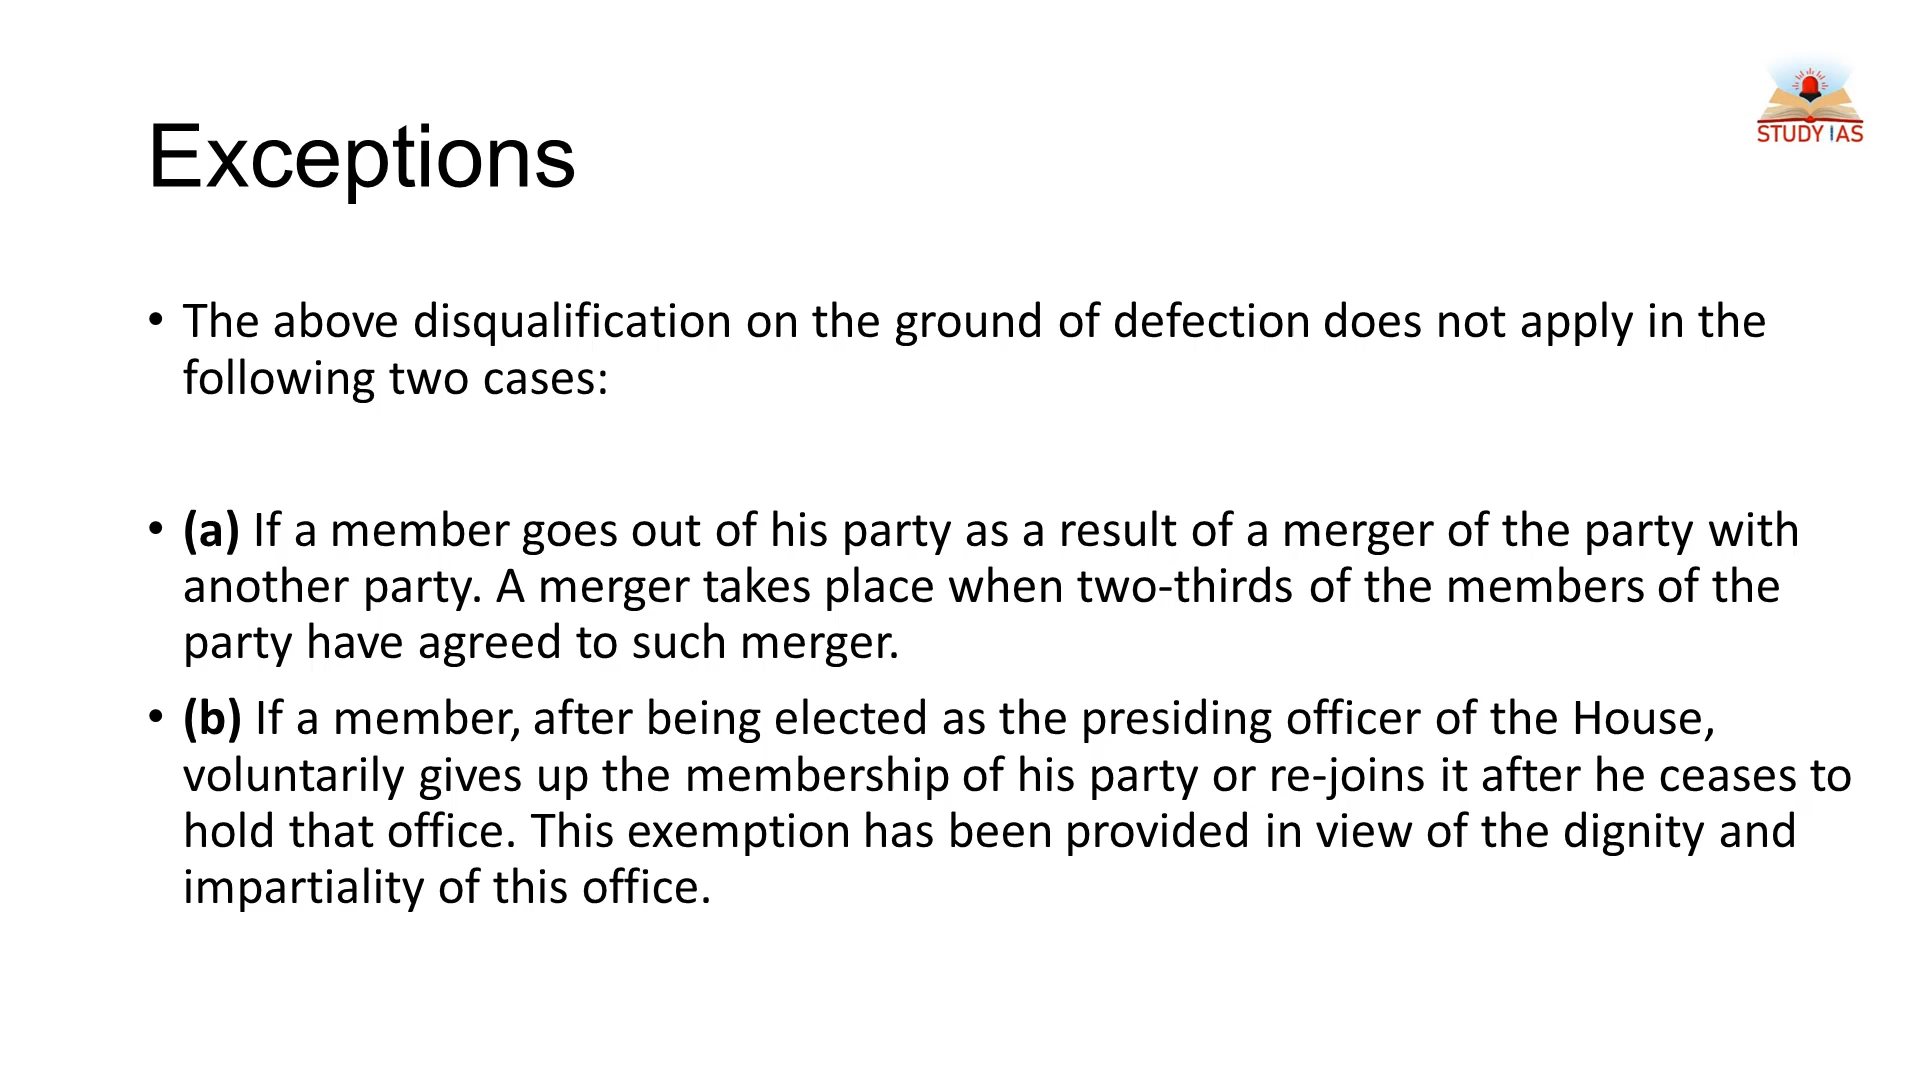 STUDY IAS
Exceptions
• The above disqualification on the ground of defection does not apply in the
following two cases:
• (a) If a member goes out of his party as a result of a merger of the party with
another party. A merger takes place when two-thirds of the members of the
party have agreed to such merger.
• (b) If a member, after being elected as the presiding officer of the House,
voluntarily gives up the membership of his party or re-joins it after he ceases to
hold that office. This exemption has been provided in view of the dignity and
impartiality of this office.